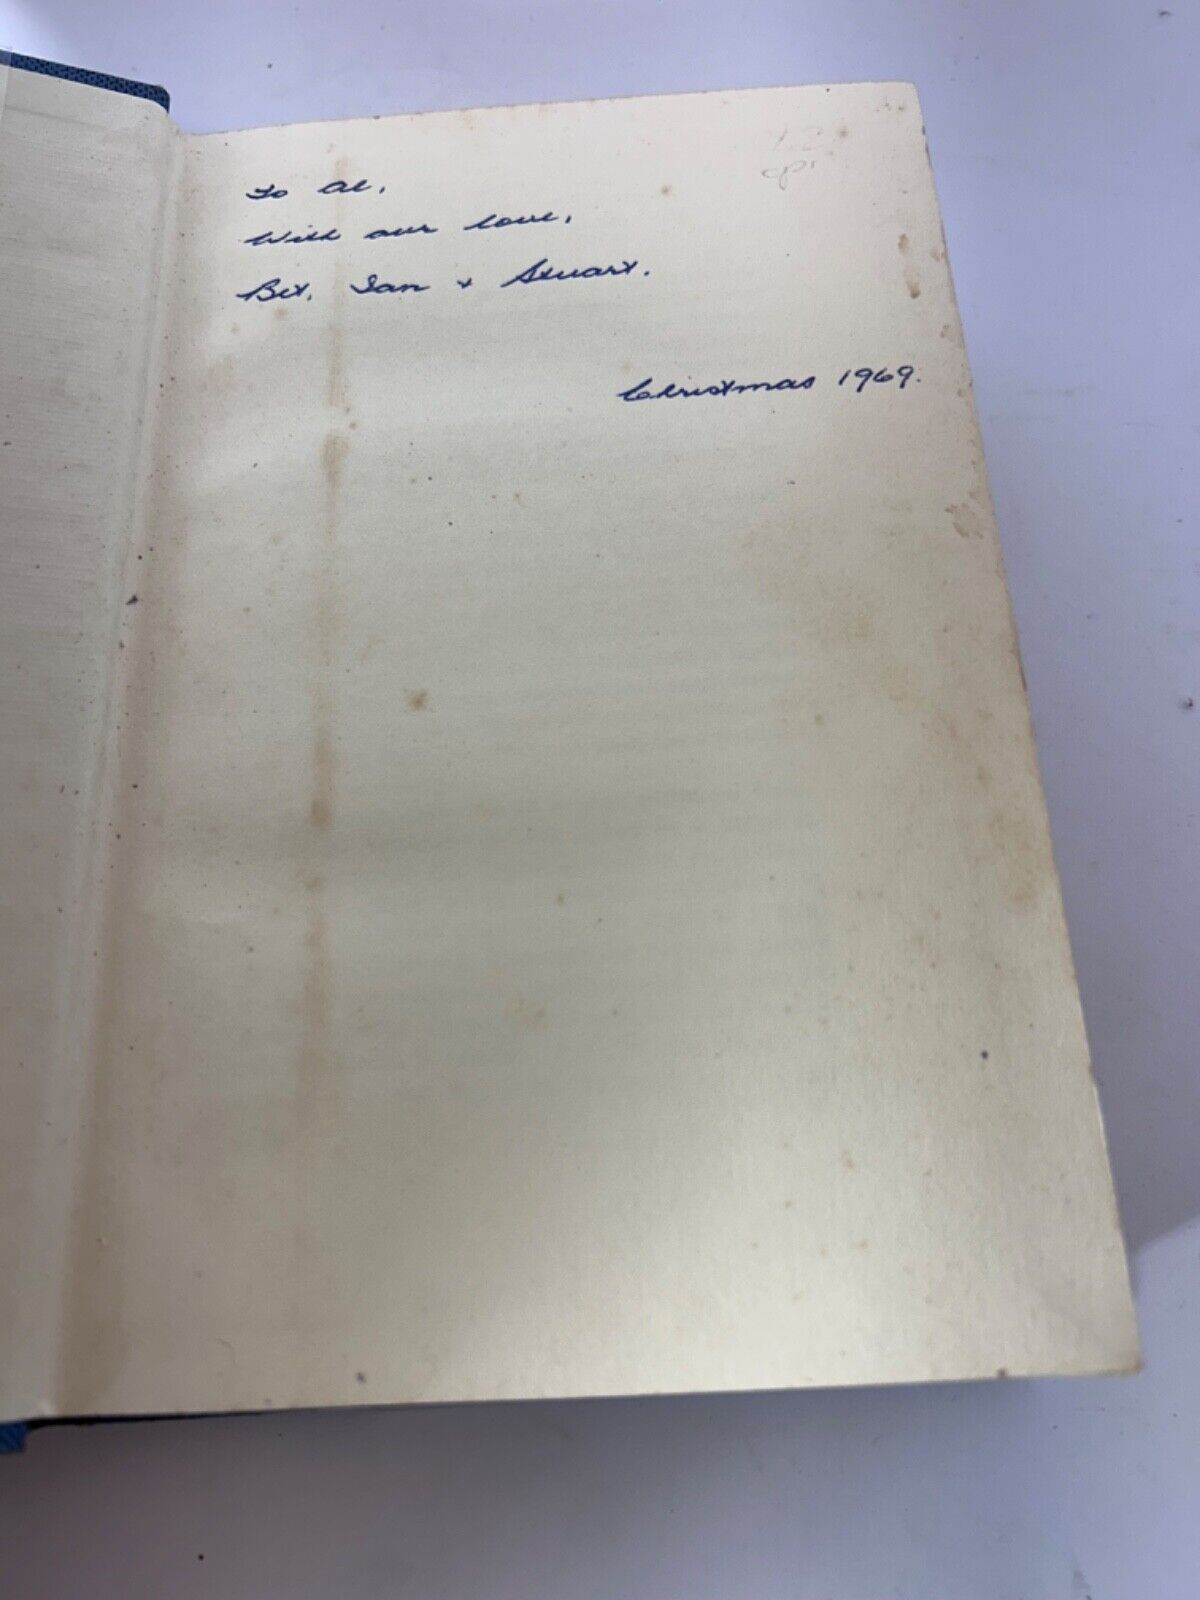 To Al,
With our love,
Bet, Ian + Stuart.
Christmas 1969.